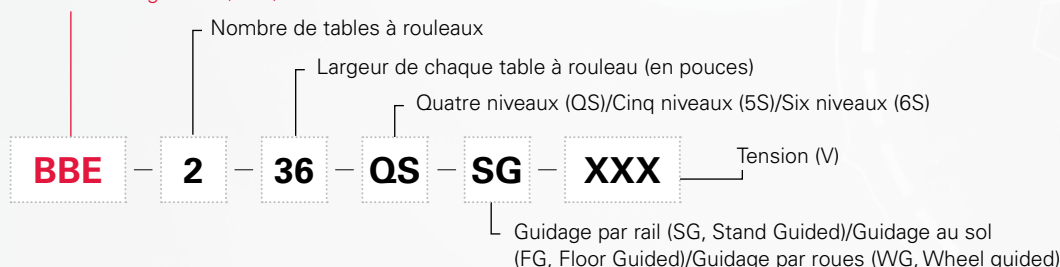 Nombre de tables à rouleaux
Largeur de chaque table à rouleau (en pouces)
Quatre niveaux (QS)/Cinq niveaux (5S)/Six niveaux (6S)
BBE – 2 – 36 – QS – SG – XXX
Tension (V)
Guidage par rail (SG, Stand Guided)/Guidage au sol
(FG, Floor Guided)/Guidage par roues (WG, Wheel guided)